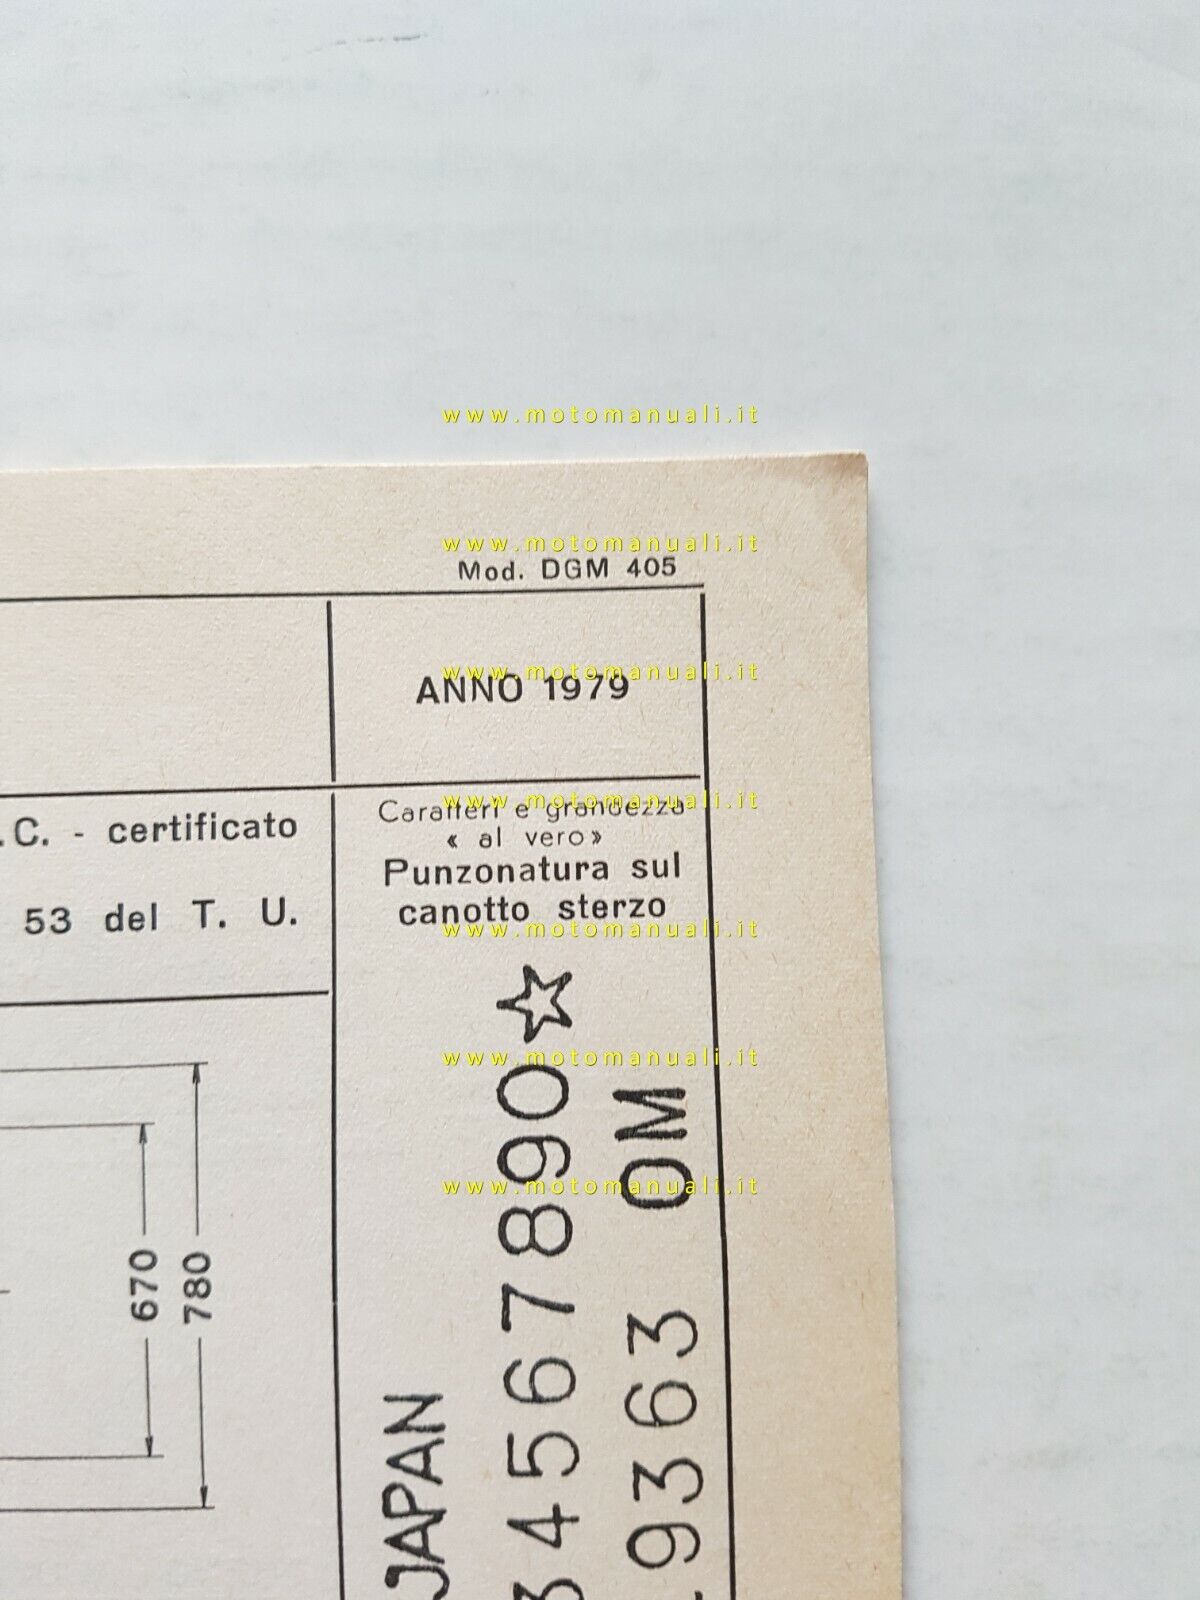 www.motomanuali.it
www.motomanuali.it
Mod. DGM 405
www.motomanuali.it
ANNO 1979
www.motomanuali.it
Caratteri e grandezza
« al vero»
.C. - certificato
Punzonatura sul
53 del T. U.
canotto sterzo
www.motomanuali.it
www.motomanuali.it
www.motomanuali.it
670
780
JAPAN
34567890☆
9363 OM